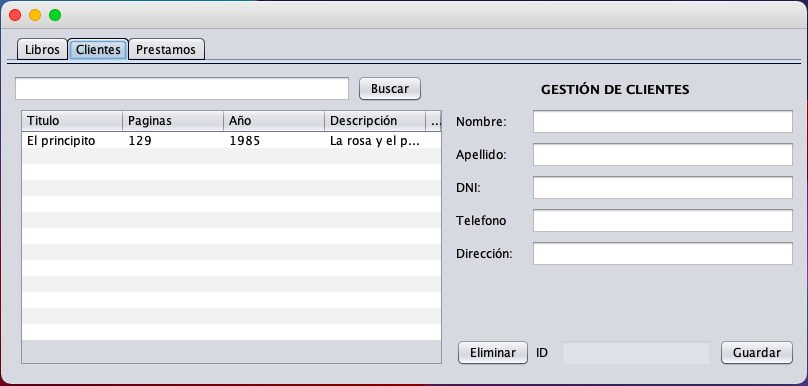 Libros Clientes Prestamos
Buscar
GESTIÓN DE CLIENTES
Titulo Paginas Año Descripción ...
El principito 129 1985 La rosa y el p...
Nombre:
Apellido:
DNI:
Telefono
Dirección:
Eliminar ID Guardar